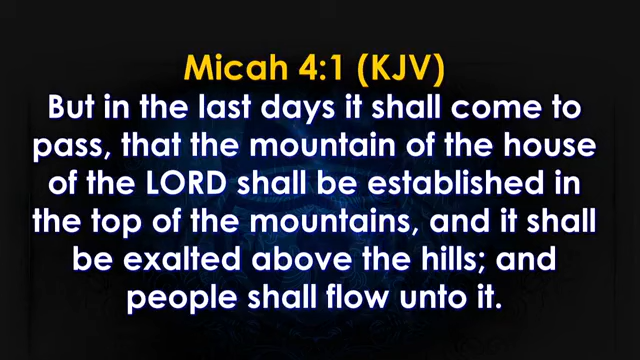 Micah 4:1 (KJV)
But in the last days it shall come to
pass, that the mountain of the house
of the LORD shall be established in
the top of the mountains, and it shall
be exalted above the hills; and
people shall flow unto it.